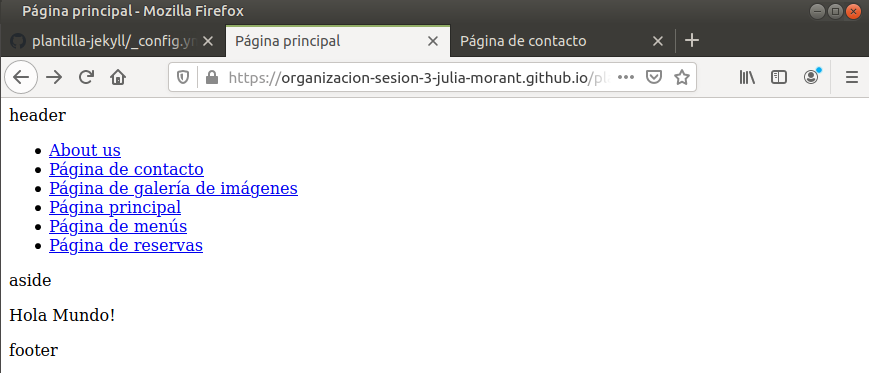 Página principal - Mozilla Firefox
plantilla-jekyll/_config.y
Página principal
Página de contacto
https://organizacion-sesion-3-julia-morant.github.io/pl
header
About us
Página de contacto
Página de galería de imágenes
Página principal
Página de menús
Página de reservas
aside
Hola Mundo!
footer